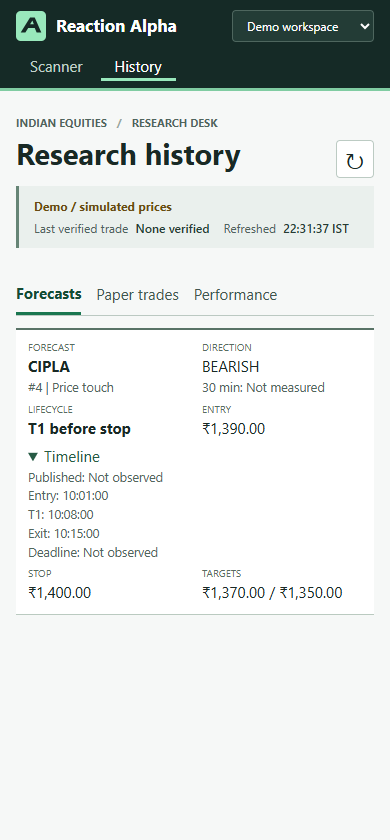 A Reaction Alpha
Demo workspace
Scanner History
INDIAN EQUITIES / RESEARCH DESK
Research history
Demo / simulated prices
Last verified trade None verified Refreshed 22:31:37 IST
Forecasts Paper trades Performance
FORECAST DIRECTION
CIPLA BEARISH
#4 | Price touch 30 min: Not measured
LIFECYCLE ENTRY
T1 before stop ₹1,390.00
▼ Timeline
Published: Not observed
Entry: 10:01:00
T1: 10:08:00
Exit: 10:15:00
Deadline: Not observed
STOP TARGETS
₹1,400.00 ₹1,370.00 / ₹1,350.00